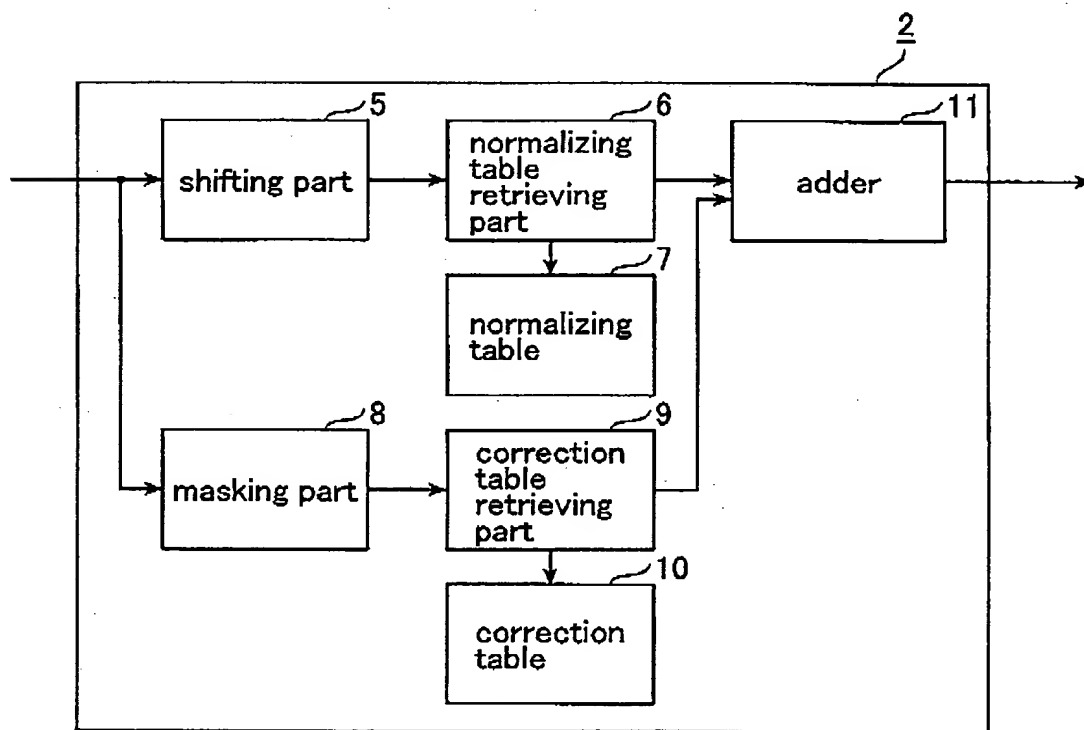 2
5
shifting part
6
normalizing
table
retrieving
part
11
adder
7
normalizing
table
8
masking part
9
correction
table
retrieving
part
10
correction
table